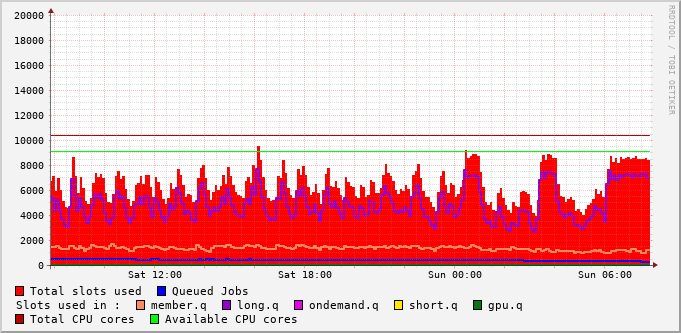 20000
18000
16000
14000
12000
10000
8000
6000
4000
2000
0
Sat 12:00 Sat 18:00 Sun 00:00 Sun 06:00
RRDTOOL / TOBI OETIKER
Total slots used Queued Jobs
Slots used in : member.q long.q ondemand.q short.q gpu.q
Total CPU cores Available CPU cores